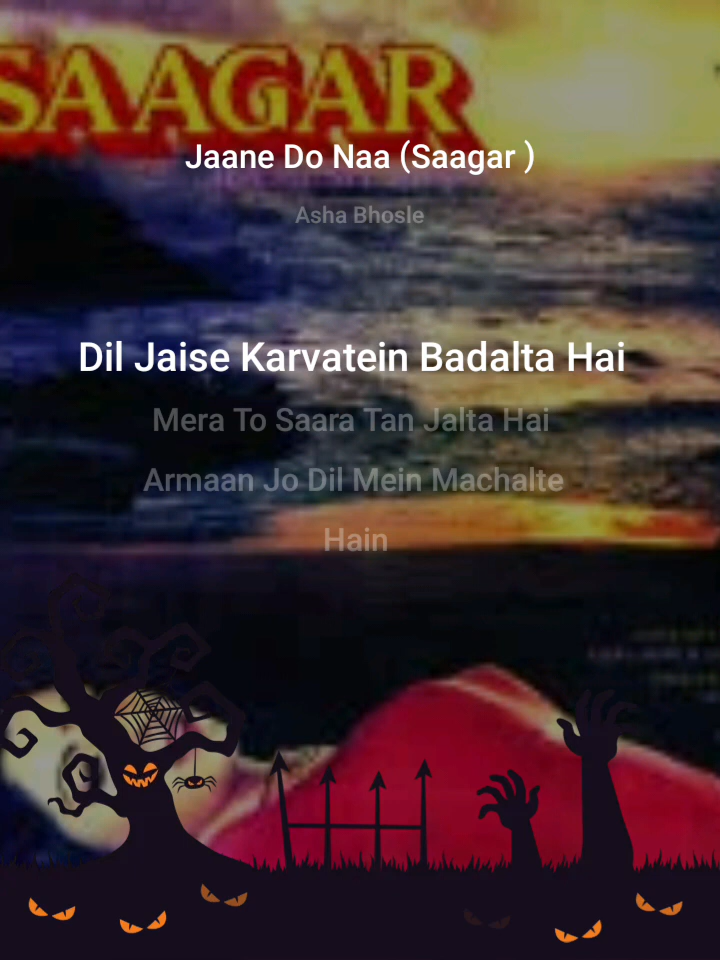 SAAGAR
Jaane Do Naa (Saagar )
Asha Bhosle
Dil Jaise Karvatein Badalta Hai
Mera To Saara Tan Jalta Hai
Armaan Jo Dil Mein Machalte
Hain